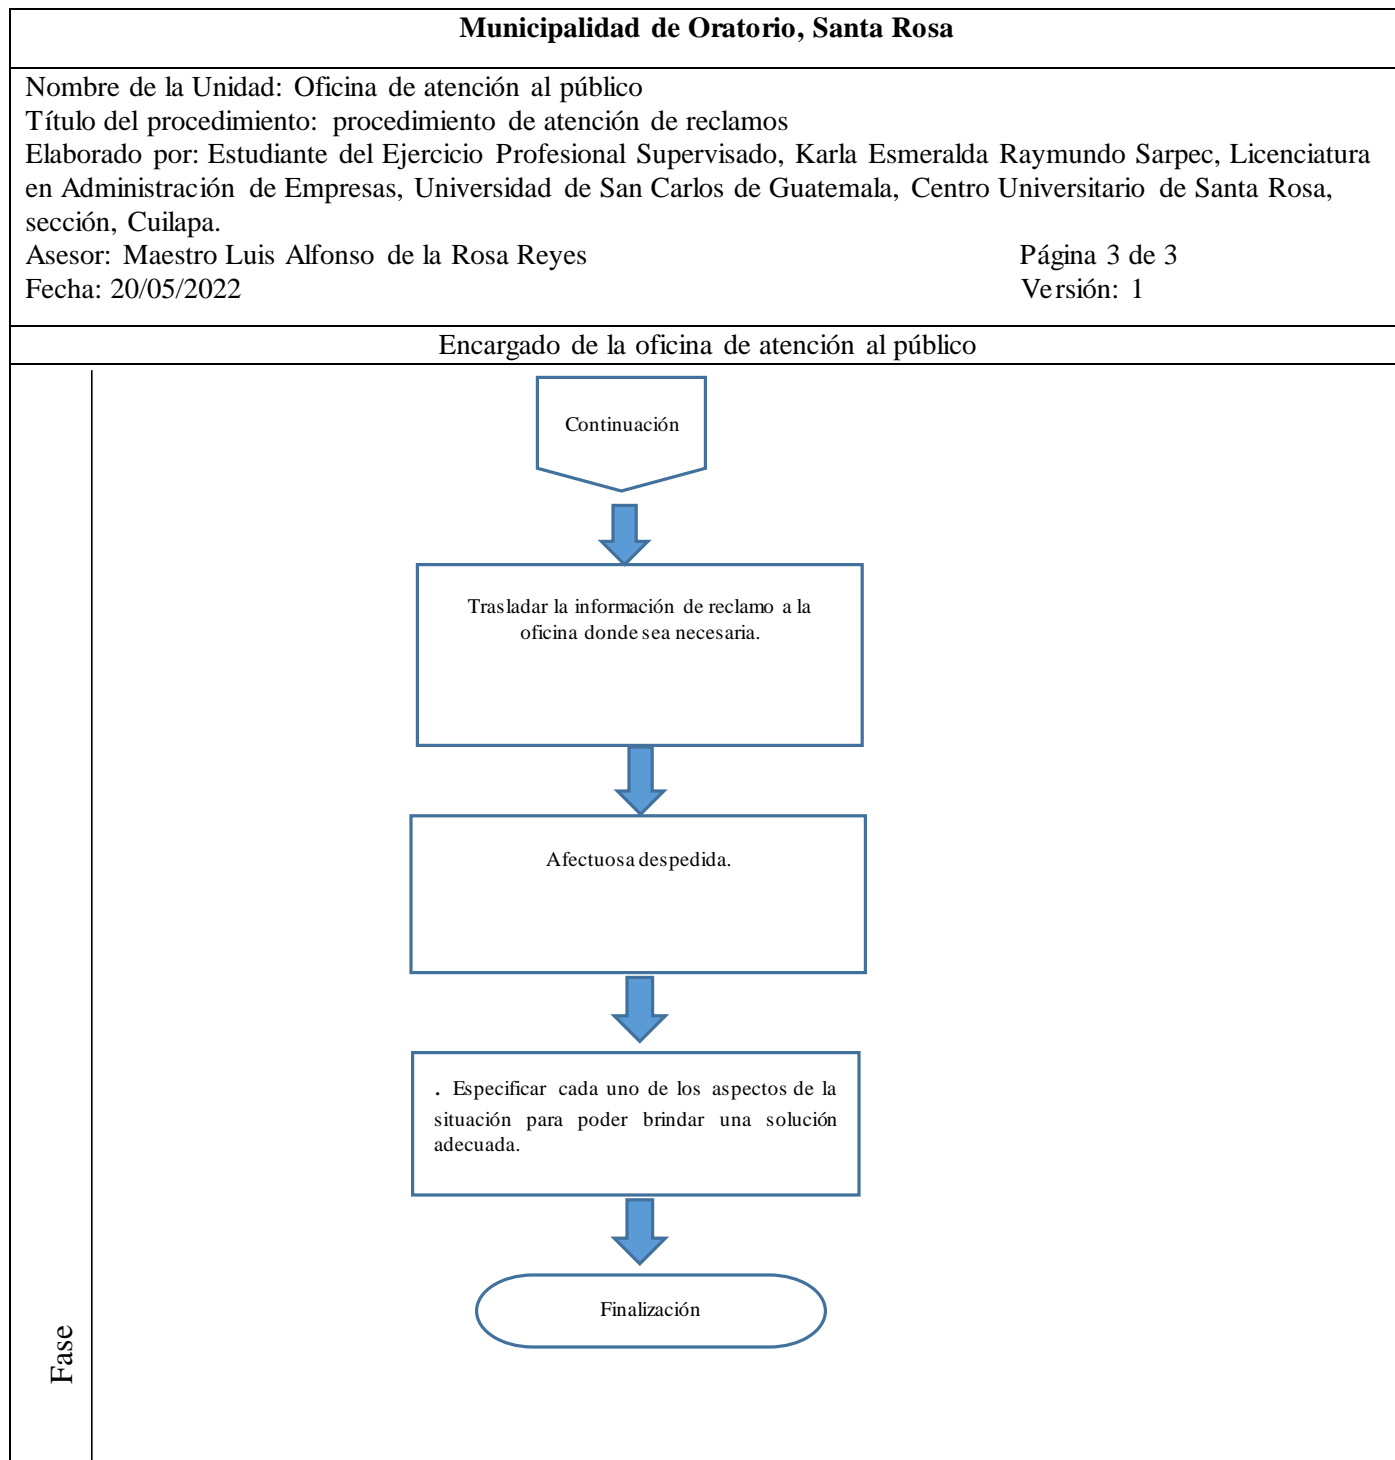 Municipalidad de Oratorio, Santa Rosa
Nombre de la Unidad: Oficina de atención al público
Título del procedimiento: procedimiento de atención de reclamos
Elaborado por: Estudiante del Ejercicio Profesional Supervisado, Karla Esmeralda Raymundo Sarpec, Licenciatura
en Administración de Empresas, Universidad de San Carlos de Guatemala, Centro Universitario de Santa Rosa,
sección, Cuilapa.
Asesor: Maestro Luis Alfonso de la Rosa Reyes Página 3 de 3
Fecha: 20/05/2022 Versión: 1
Encargado de la oficina de atención al público
Continuación
Trasladar la información de reclamo a la
oficina donde sea necesaria.
Afectuosa despedida.
. Especificar cada uno de los aspectos de la
situación para poder brindar una solución
adecuada.
Finalización
Fase